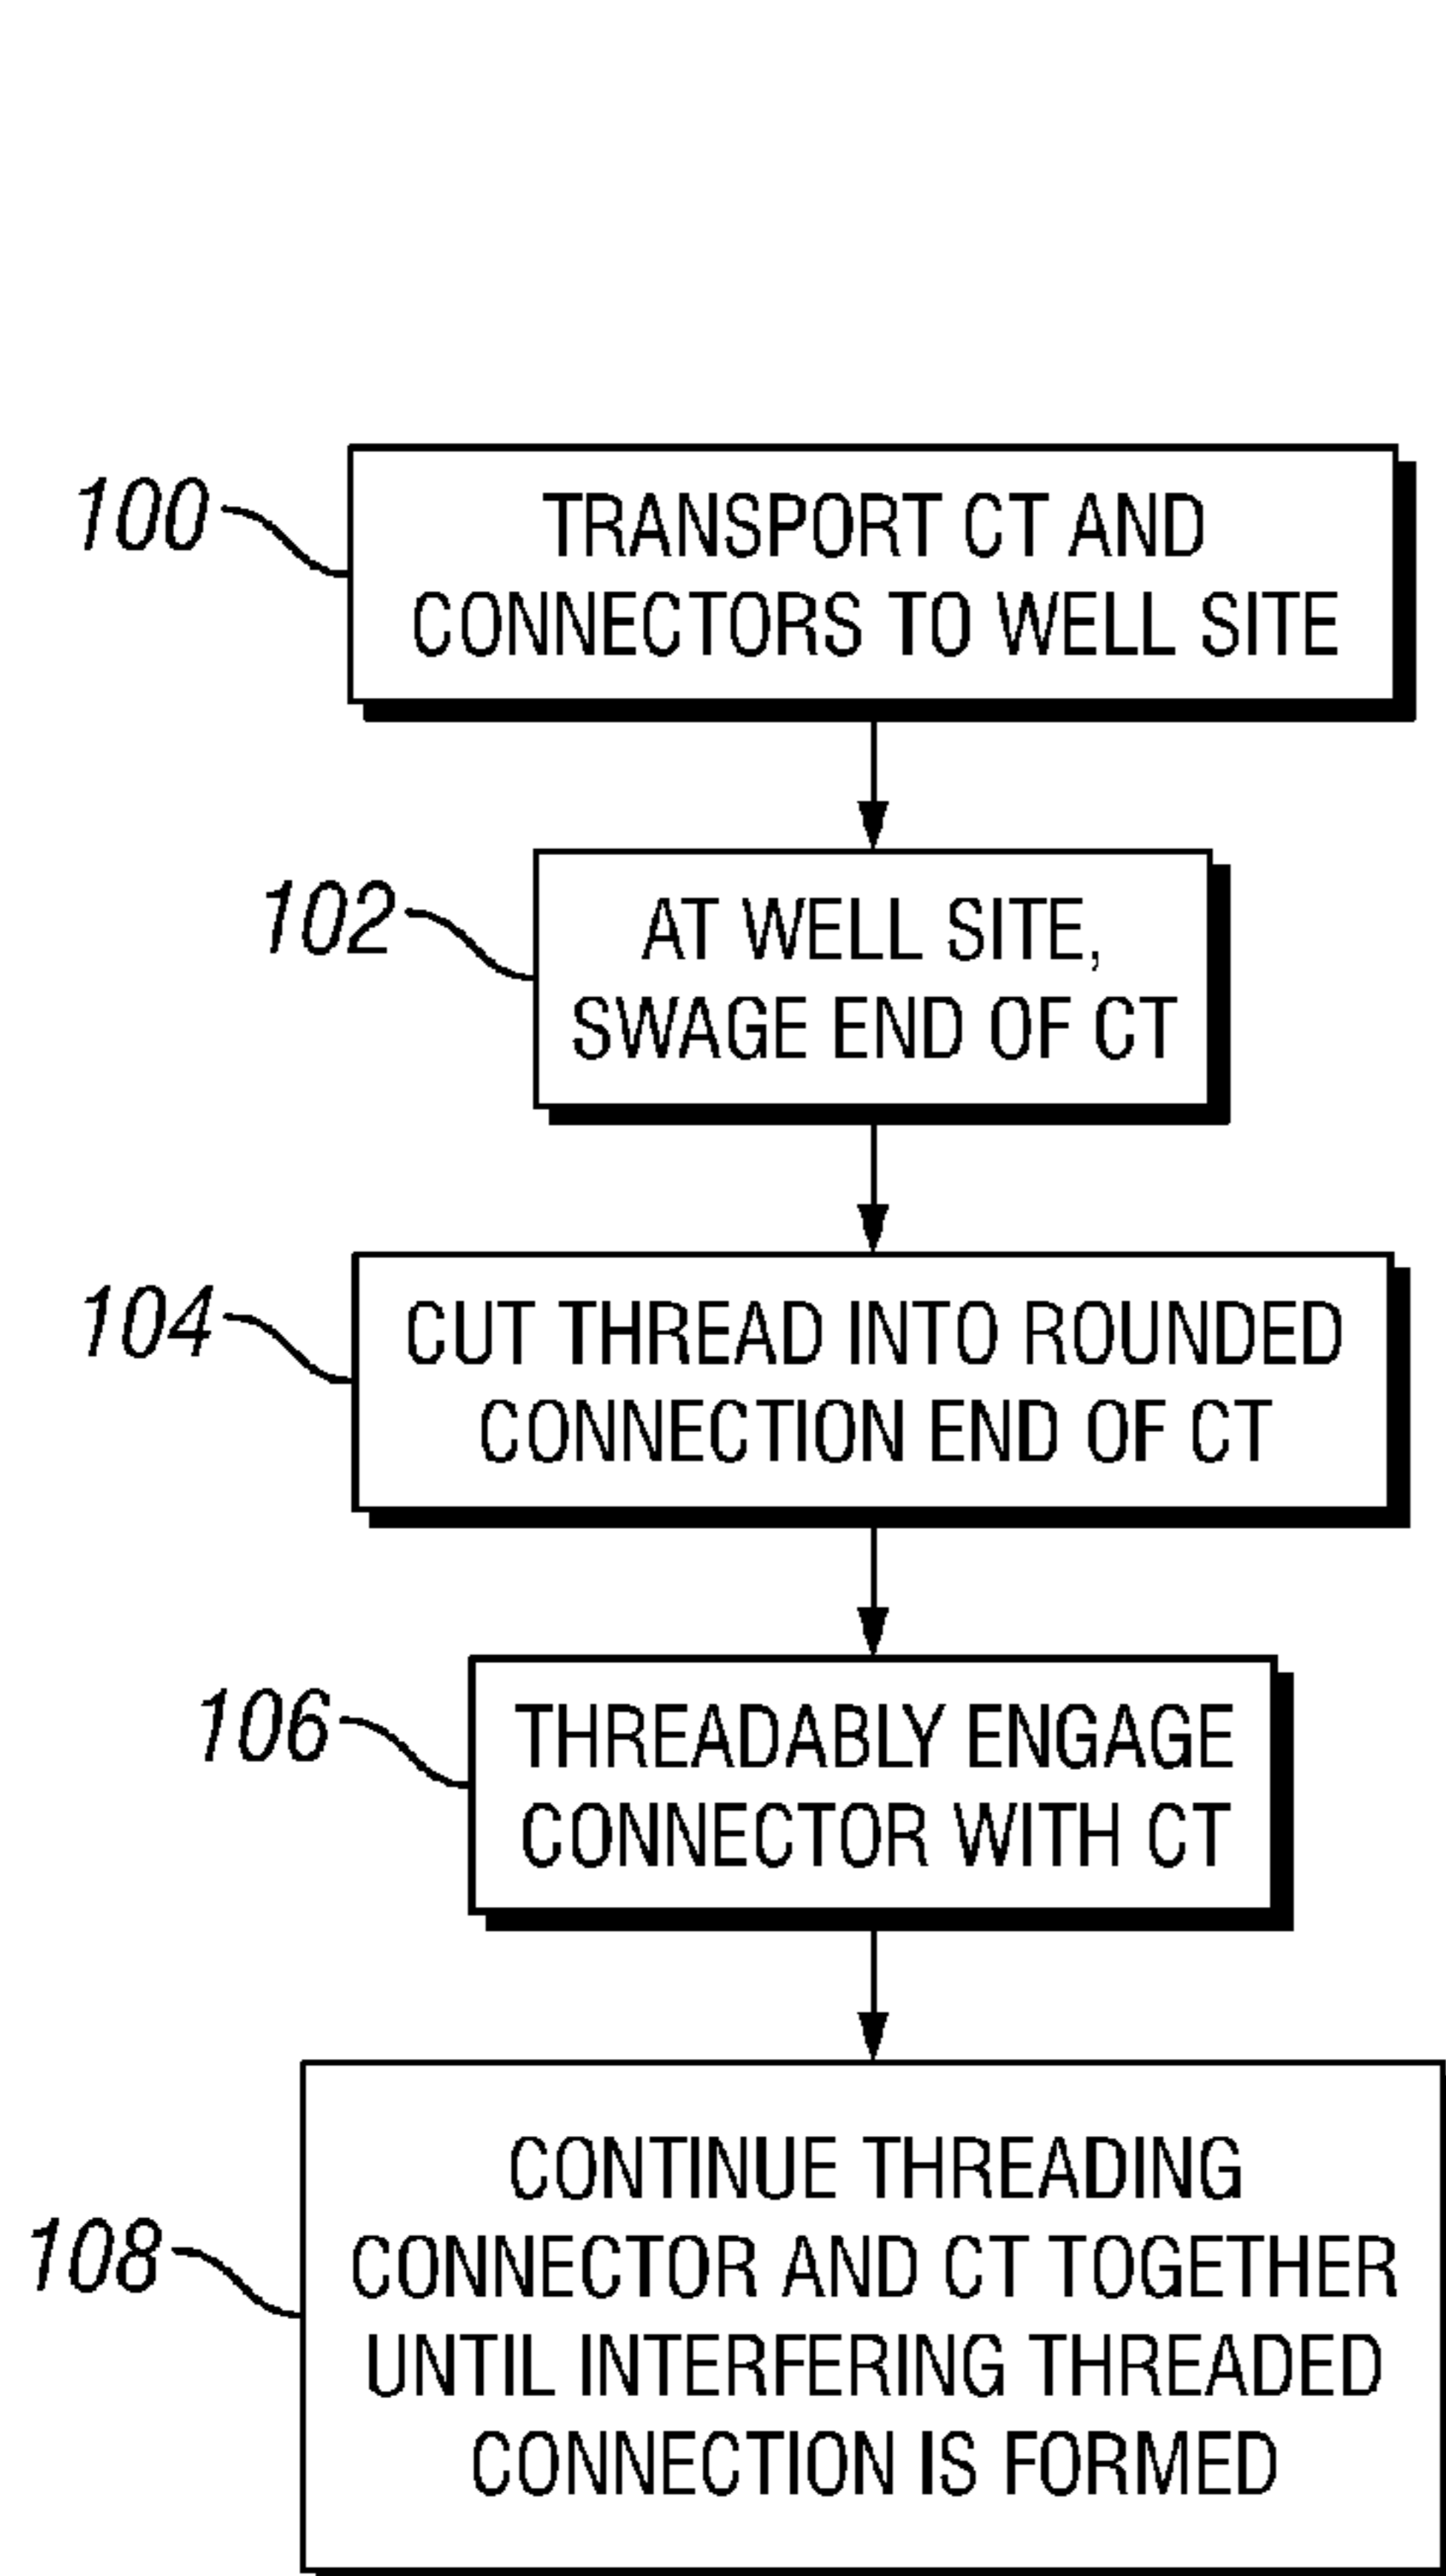 100
TRANSPORT CT AND
CONNECTORS TO WELL SITE
102
AT WELL SITE,
SWAGE END OF CT
104
CUT THREAD INTO ROUNDED
CONNECTION END OF CT
106
THREADABLY ENGAGE
CONNECTOR WITH CT
108
CONTINUE THREADING
CONNECTOR AND CT TOGETHER
UNTIL INTERFERING THREADED
CONNECTION IS FORMED